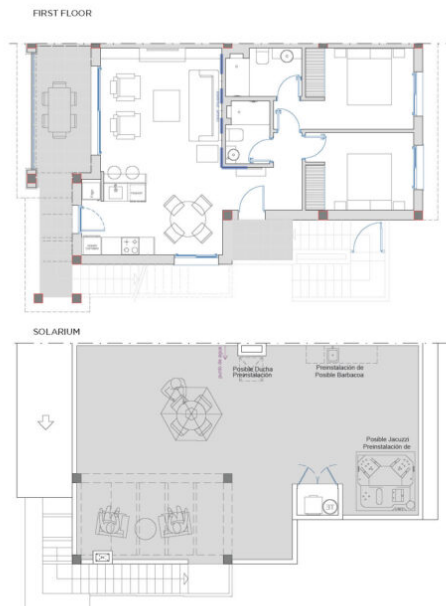 FIRST FLOOR
SOLARIUM
Posible Ducha
Preinstalación
Preinstalación de
Posible Barbacoa
Posible Jacuzzi
Preinstalación de